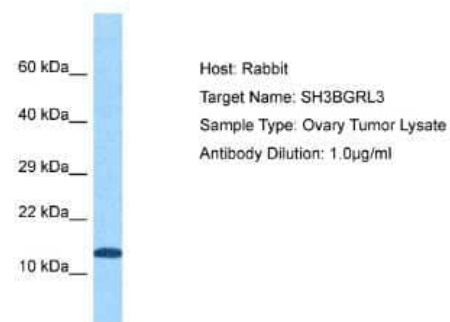 60 kDa
40 kDa
29 kDa
22 kDa
10 kDa
Host: Rabbit
Target Name: SH3BGRL3
Sample Type: Ovary Tumor Lysate
Antibody Dilution: 1.0µg/ml